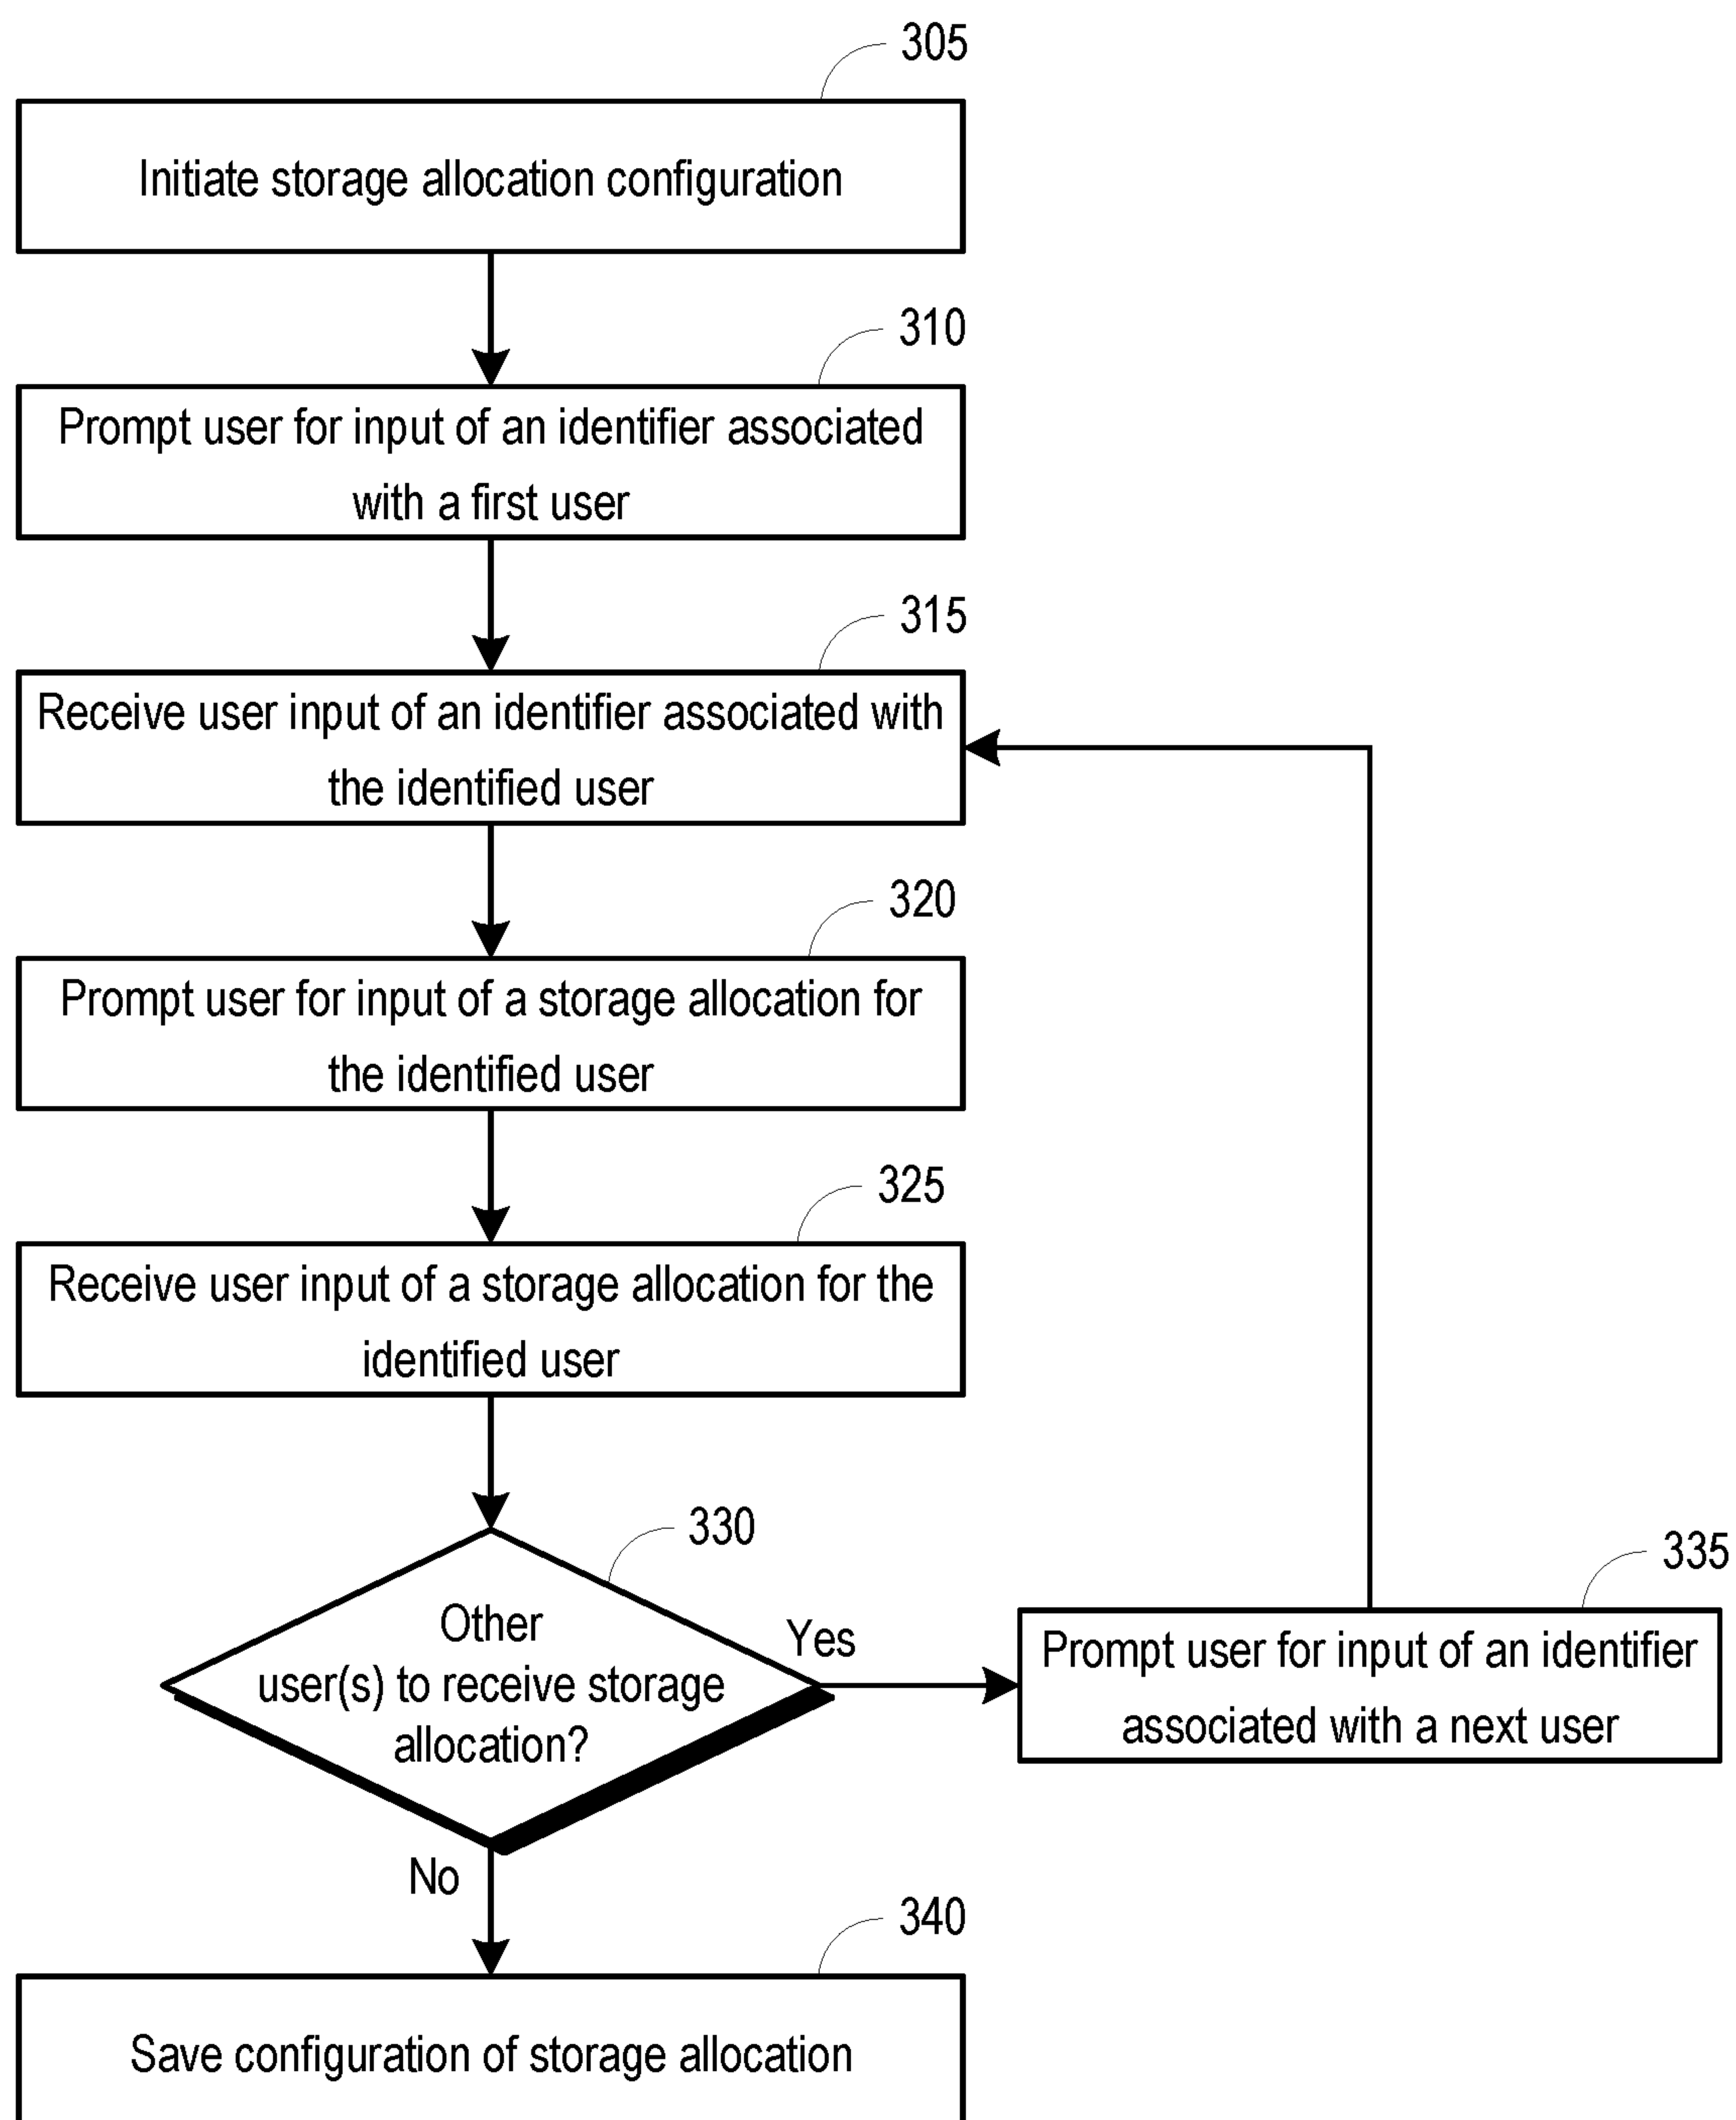 305
Initiate storage allocation configuration
310
Prompt user for input of an identifier associated
with a first user
315
Receive user input of an identifier associated with
the identified user
320
Prompt user for input of a storage allocation for
the identified user
325
Receive user input of a storage allocation for the
identified user
330
Other
user(s) to receive storage
allocation?
Yes
335
Prompt user for input of an identifier
associated with a next user
No
340
Save configuration of storage allocation